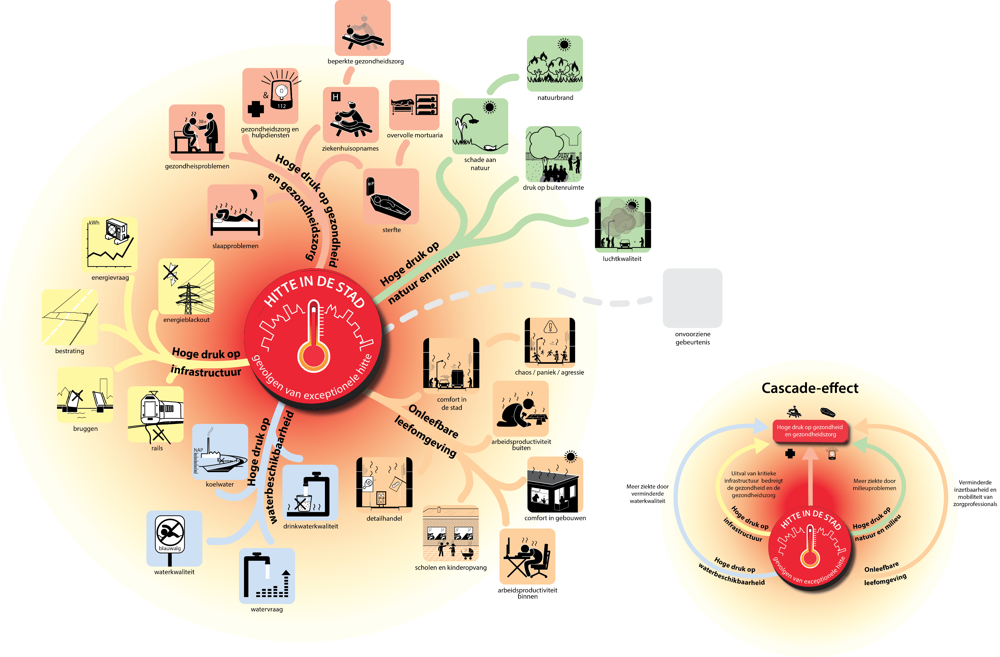 beperkte gezondheidszorg
natuurbrand
&
112
gezondheidszorg en
hulpdiensten
H
ziekenhuisopnames
overvolle mortuaria
38+
gezondheisproblemen
schade aan
natuur
PARK
druk op buitenruimte
luchtkwaliteit
Hoge druk op gezondheid
en gezondheidszorg
RIP
sterfte
slaapproblemen
kWh
energievraag
energieblackout
bestrating
bruggen
rails
Hoge druk op
infrastructuur
Hoge druk op
natuur en milieu
HITTE IN DE STAD
gevolgen van exceptionele hitte
onvoorziene
gebeurtenis
comfort in
de stad
chaos / paniek / agressie
arbeidsproductiviteit
buiten
Onleefbare
leefomgeving
comfort in gebouwen
SALE
detailhandel
scholen en kinderopvang
arbeidsproductiviteit
binnen
Hoge druk op
waterbeschikbaarheid
NAP
koelwater
drinkwaterkwaliteit
blauwalg
waterkwaliteit
watervraag
Cascade-effect
Hoge druk op gezondheid
en gezondheidszorg
112
Meer ziekte door
verminderde
waterkwaliteit
Uitval van kritieke
infrastructuur bedreigt
de gezondheid en de
gezondheidszorg
Meer ziekte door
milieuproblemen
Verminderde
inzetbaarheid en
mobiliteit van
zorgprofessionals
Hoge druk op
infrastructuur
Hoge druk op
natuur en milieu
HITTE IN DE STAD
gevolgen van exceptionele hitte
Hoge druk op
waterbeschikbaarheid
Onleefbare
leefomgeving